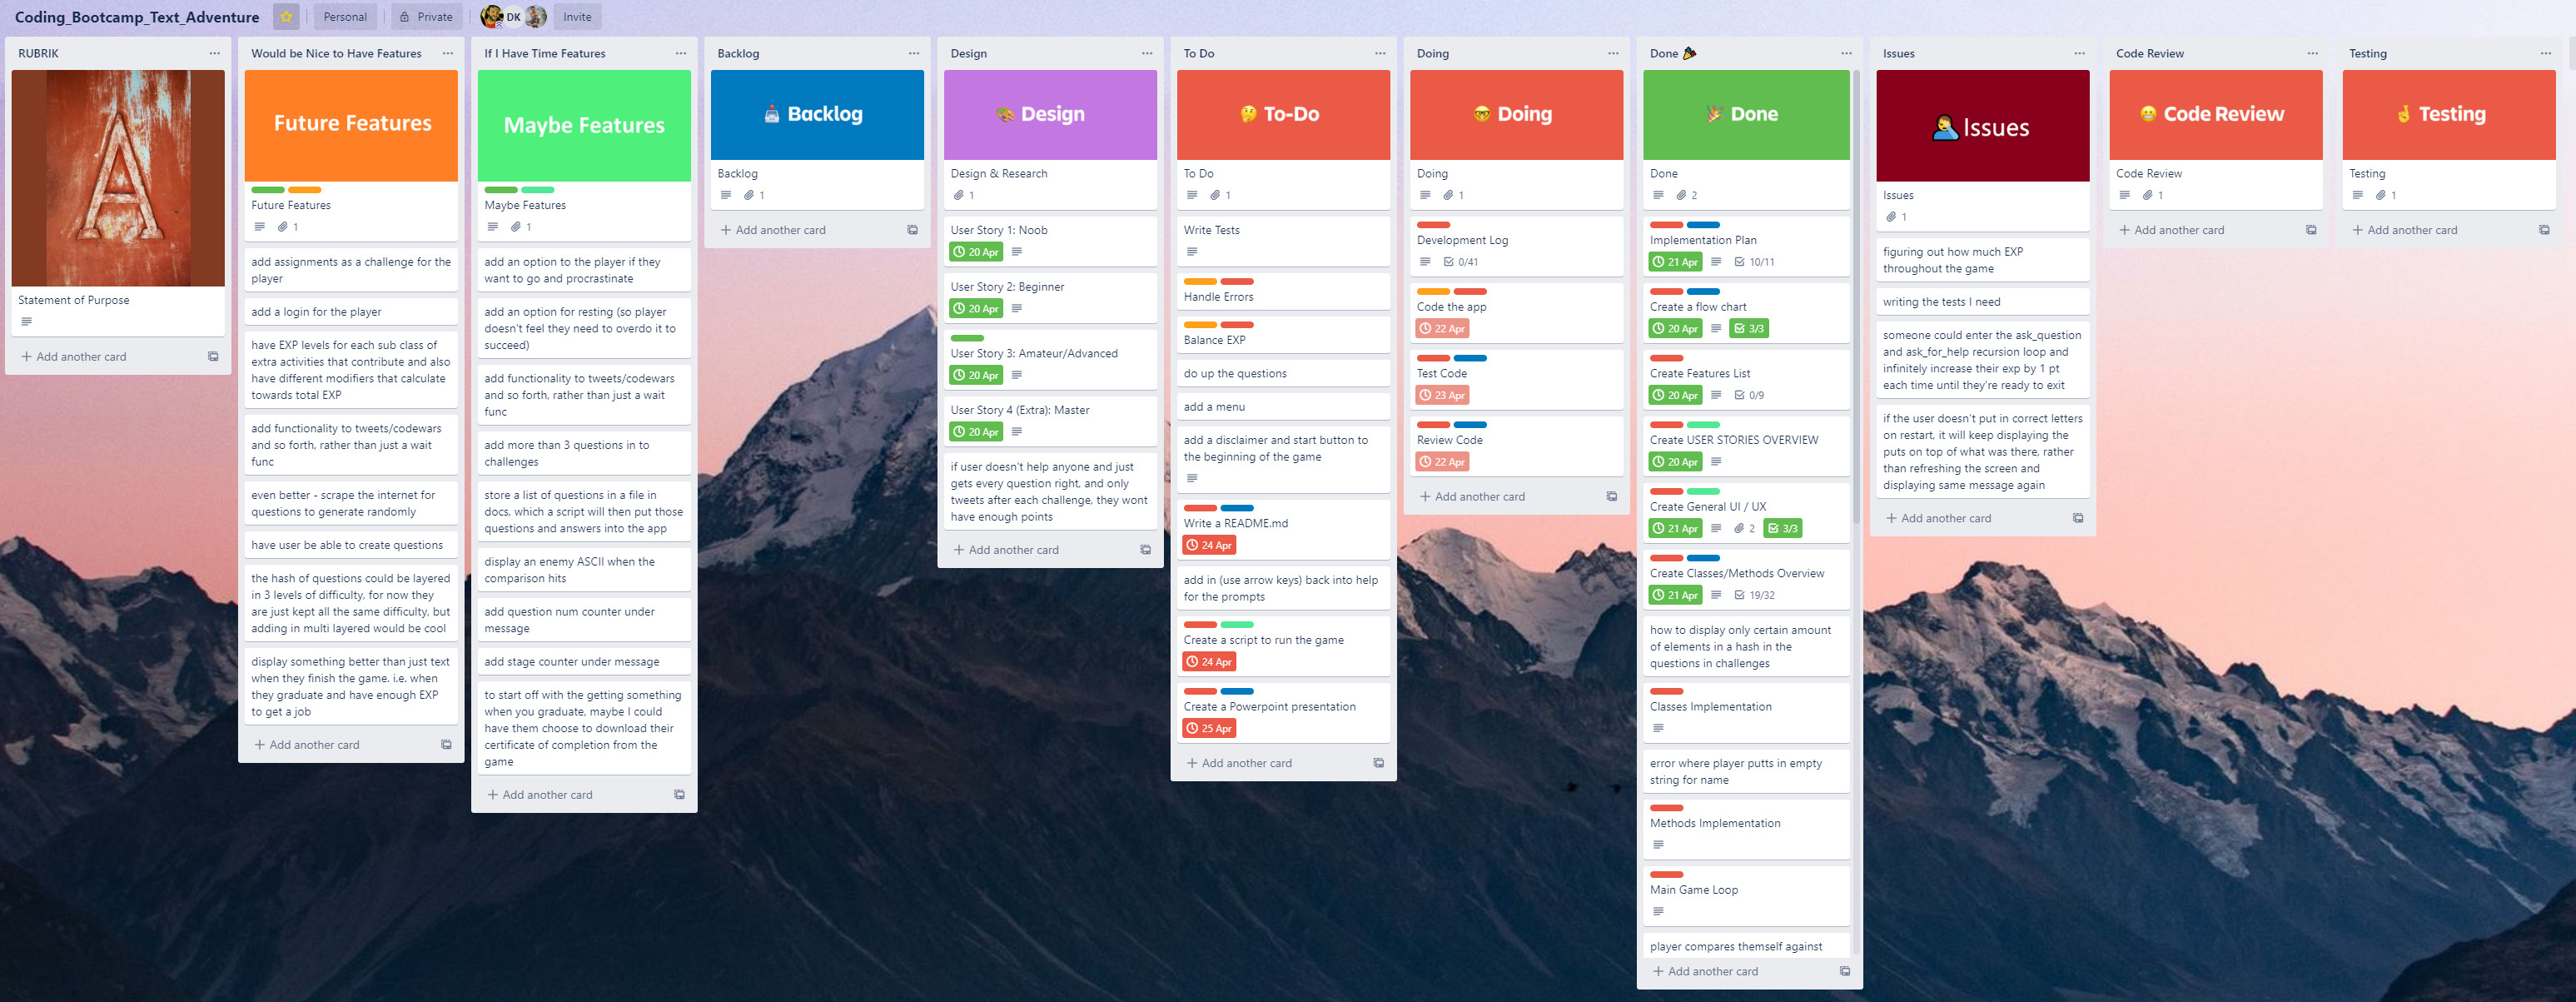 Coding_Bootcamp_Text_Adventure
Personal
Private
DK
Invite
RUBRIK
Statement of Purpose
Add another card
Would be Nice to Have Features
Future Features
Future Features
1
add assignments as a challenge for the
player
add a login for the player
have EXP levels for each sub class of
extra activities that contribute and also
have different modifiers that calculate
towards total EXP
add functionality to tweets/codewars
and so forth, rather than just a wait
func
even better - scrape the internet for
questions to generate randomly
have user be able to create questions
the hash of questions could be layered
in 3 levels of difficulty, for now they
are just kept all the same difficulty, but
adding in multi layered would be cool
display something better than just text
when they finish the game. i.e. when
they graduate and have enough EXP
to get a job
Add another card
If I Have Time Features
Maybe Features
Maybe Features
1
add an option to the player if they
want to go and procrastinate
add an option for resting (so player
doesn't feel they need to overdo it to
succeed)
add functionality to tweets/codewars
and so forth, rather than just a wait
func
add more than 3 questions in to
challenges
store a list of questions in a file in
docs, which a script will then put those
questions and answers into the app
display an enemy ASCII when the
comparison hits
add question num counter under
message
add stage counter under message
to start off with the getting something
when you graduate, maybe I could
have them choose to download their
certificate of completion from the
game
Add another card
Backlog
Backlog
Backlog
1
Add another card
Design
Design
Design & Research
1
User Story 1: Noob
20 Apr
User Story 2: Beginner
20 Apr
User Story 3: Amateur/Advanced
20 Apr
User Story 4 (Extra): Master
20 Apr
if user doesn't help anyone and just
gets every question right, and only
tweets after each challenge, they wont
have enough points
Add another card
To Do
To-Do
To Do
1
Write Tests
Handle Errors
Balance EXP
do up the questions
add a menu
add a disclaimer and start button to
the beginning of the game
Write a README.md
24 Apr
add in (use arrow keys) back into help
for the prompts
Create a script to run the game
24 Apr
Create a Powerpoint presentation
25 Apr
Add another card
Doing
Doing
Doing
1
Development Log
0/41
Code the app
22 Apr
Test Code
23 Apr
Review Code
22 Apr
Add another card
Done
Done
Done
2
Implementation Plan
21 Apr 10/11
Create a flow chart
20 Apr 3/3
Create Features List
20 Apr 0/9
Create USER STORIES OVERVIEW
20 Apr
Create General UI / UX
21 Apr 2 3/3
Create Classes/Methods Overview
21 Apr 19/32
how to display only certain amount
of elements in a hash in the
questions in challenges
Classes Implementation
error where player putts in empty
string for name
Methods Implementation
Main Game Loop
player compares themself against
Add another card
Issues
Issues
Issues
1
figuring out how much EXP
throughout the game
writing the tests I need
someone could enter the ask_question
and ask_for_help recursion loop and
infinitely increase their exp by 1 pt
each time until they're ready to exit
if the user doesn't put in correct letters
on restart, it will keep displaying the
puts on top of what was there, rather
than refreshing the screen and
displaying same message again
Add another card
Code Review
Code Review
Code Review
1
Add another card
Testing
Testing
Testing
1
Add another card